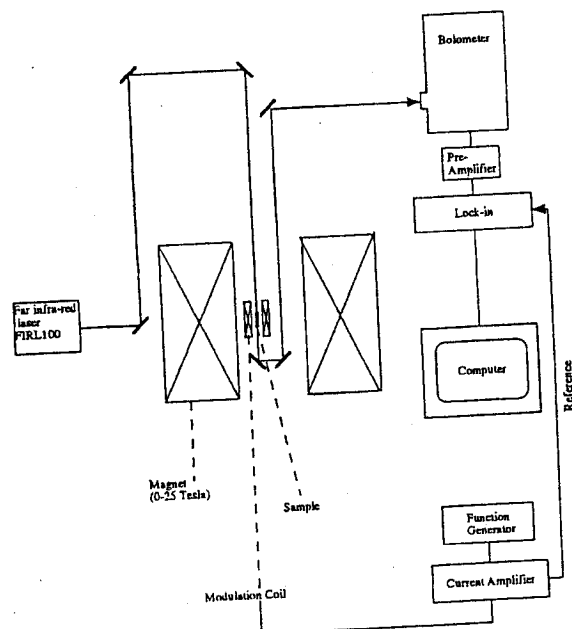 Bolometer
Pre-
Amplifier
Lock-in
Far infra-red
laser
FIRL100
Computer
Reference
Magnet
(0-25 Tesla)
Sample
Function
Generator
Current Amplifier
Modulation Coil